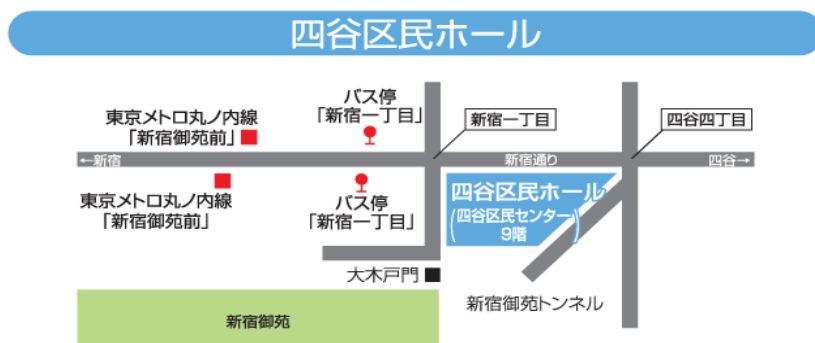 四谷区民ホール
バス停
「新宿一丁目」
東京メトロ丸ノ内線
「新宿御苑前」
新宿一丁目
四谷四丁目
←新宿
新宿通り
四谷→
東京メトロ丸ノ内線
「新宿御苑前」
バス停
「新宿一丁目」
四谷区民ホール
(四谷区民センター)
9階
大木戸門
新宿御苑トンネル
新宿御苑